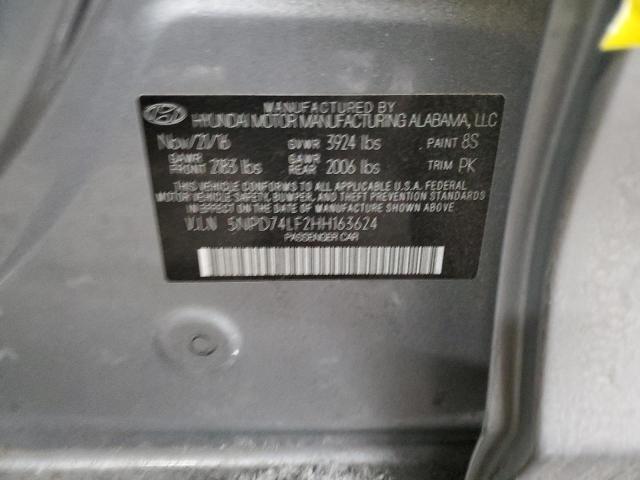 MANUFACTURED BY
HYUNDAI MOTOR MANUFACTURING ALABAMA, LLC
Nov/21/16 GVWR 3924 lbs PAINT 8S
GAWR FRONT 2183 lbs GAWR REAR 2006 lbs TRIM PK
THIS VEHICLE CONFORMS TO ALL APPLICABLE U.S.A. FEDERAL
MOTOR VEHICLE SAFETY, BUMPER, AND THEFT PREVENTION STANDARDS
IN EFFECT ON THE DATE OF MANUFACTURE SHOWN ABOVE.
V.I.N 5NPD74LF2HH163624
PASSENGER CAR